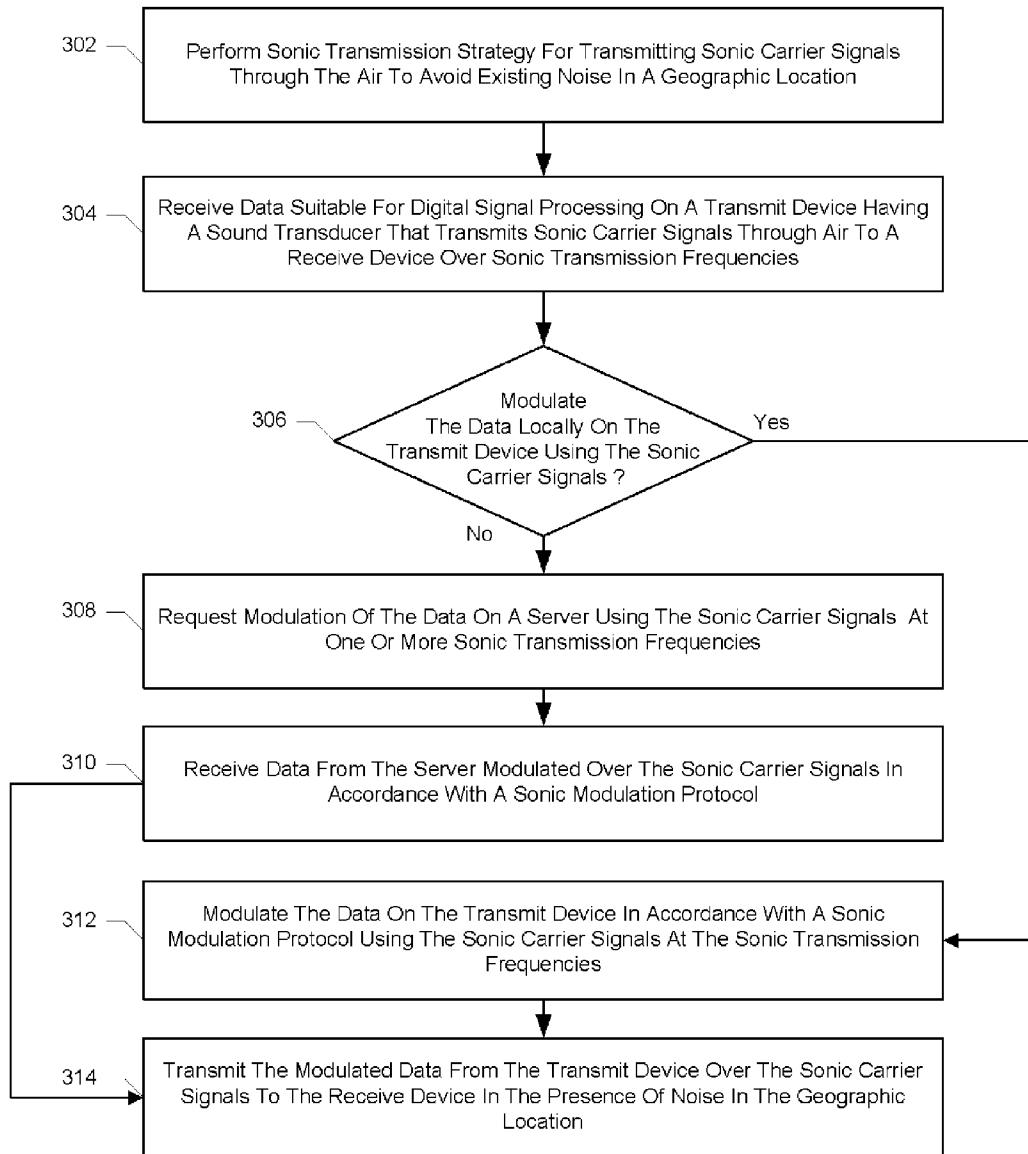 302
Perform Sonic Transmission Strategy For Transmitting Sonic Carrier Signals
Through The Air To Avoid Existing Noise In A Geographic Location
304
Receive Data Suitable For Digital Signal Processing On A Transmit Device Having
A Sound Transducer That Transmits Sonic Carrier Signals Through Air To A
Receive Device Over Sonic Transmission Frequencies
306
Modulate
The Data Locally On The
Transmit Device Using The Sonic
Carrier Signals ?
Yes
No
308
Request Modulation Of The Data On A Server Using The Sonic Carrier Signals At
One Or More Sonic Transmission Frequencies
310
Receive Data From The Server Modulated Over The Sonic Carrier Signals In
Accordance With A Sonic Modulation Protocol
312
Modulate The Data On The Transmit Device In Accordance With A Sonic
Modulation Protocol Using The Sonic Carrier Signals At The Sonic Transmission
Frequencies
314
Transmit The Modulated Data From The Transmit Device Over The Sonic Carrier
Signals To The Receive Device In The Presence Of Noise In The Geographic
Location